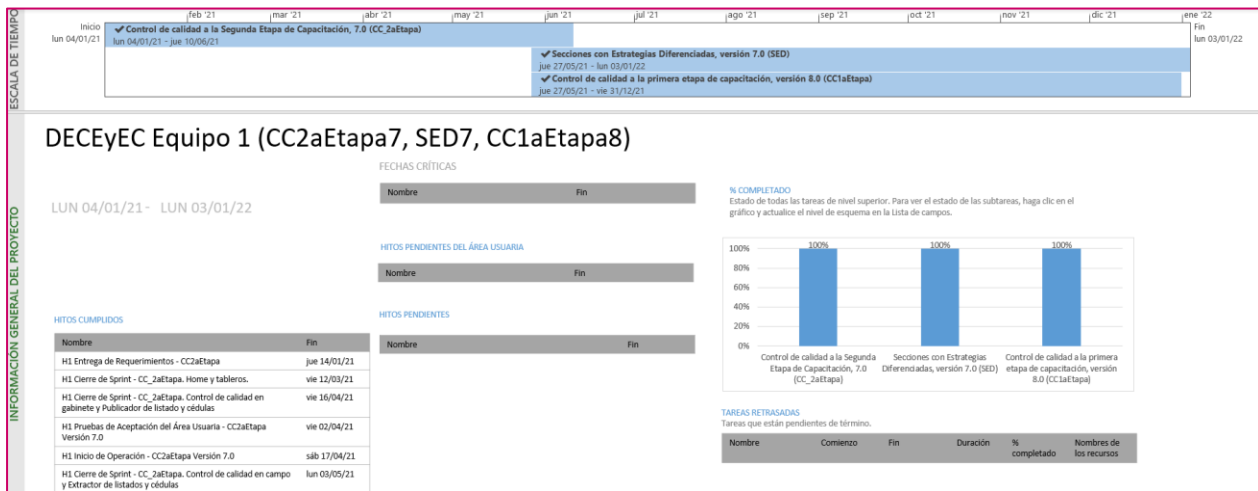 ESCALA DE TIEMPO
feb '21 mar '21 abr '21 may '21 jun '21 jul '21 ago '21 sep '21 oct '21 nov '21 dic '21 ene '22
Inicio
lun 04/01/21
Control de calidad a la Segunda Etapa de Capacitación, 7.0 (CC_2aEtapa)
lun 04/01/21 - jue 10/06/21
Secciones con Estrategias Diferenciadas, versión 7.0 (SED)
jue 27/05/21 - lun 03/01/22
Control de calidad a la primera etapa de capacitación, versión 8.0 (CC1aEtapa)
jue 27/05/21 - vie 31/12/21
Fin
lun 03/01/22
INFORMACIÓN GENERAL DEL PROYECTO
DECEyEC Equipo 1 (CC2aEtapa7, SED7, CC1aEtapa8)
LUN 04/01/21 - LUN 03/01/22
HITOS CUMPLIDOS
Nombre Fin
H1 Entrega de Requerimientos - CC2aEtapa jue 14/01/21
H1 Cierre de Sprint - CC_2aEtapa. Home y tableros. vie 12/03/21
H1 Cierre de Sprint - CC_2aEtapa. Control de calidad en vie 16/04/21
gabinete y Publicador de listado y cédulas
H1 Pruebas de Aceptación del Área Usuaria - CC2aEtapa vie 02/04/21
Versión 7.0
H1 Inicio de Operación - CC2aEtapa Versión 7.0 sáb 17/04/21
H1 Cierre de Sprint - CC_2aEtapa. Control de calidad en campo lun 03/05/21
y Extractor de listados y cédulas
FECHAS CRÍTICAS
Nombre Fin
HITOS PENDIENTES DEL ÁREA USUARIA
Nombre Fin
HITOS PENDIENTES
Nombre Fin
% COMPLETADO
Estado de todas las tareas de nivel superior. Para ver el estado de las subtareas, haga clic en el
gráfico y actualice el nivel de esquema en la Lista de campos.
100% 100% 100%
100%
80%
60%
40%
20%
0%
Control de calidad a la Segunda
Etapa de Capacitación, 7.0
(CC_2aEtapa)
Secciones con Estrategias
Diferenciadas, versión 7.0 (SED)
Control de calidad a la primera
etapa de capacitación, versión
8.0 (CC1aEtapa)
TAREAS RETRASADAS
Tareas que están pendientes de término.
Nombre Comienzo Fin Duración % completado Nombres de los recursos